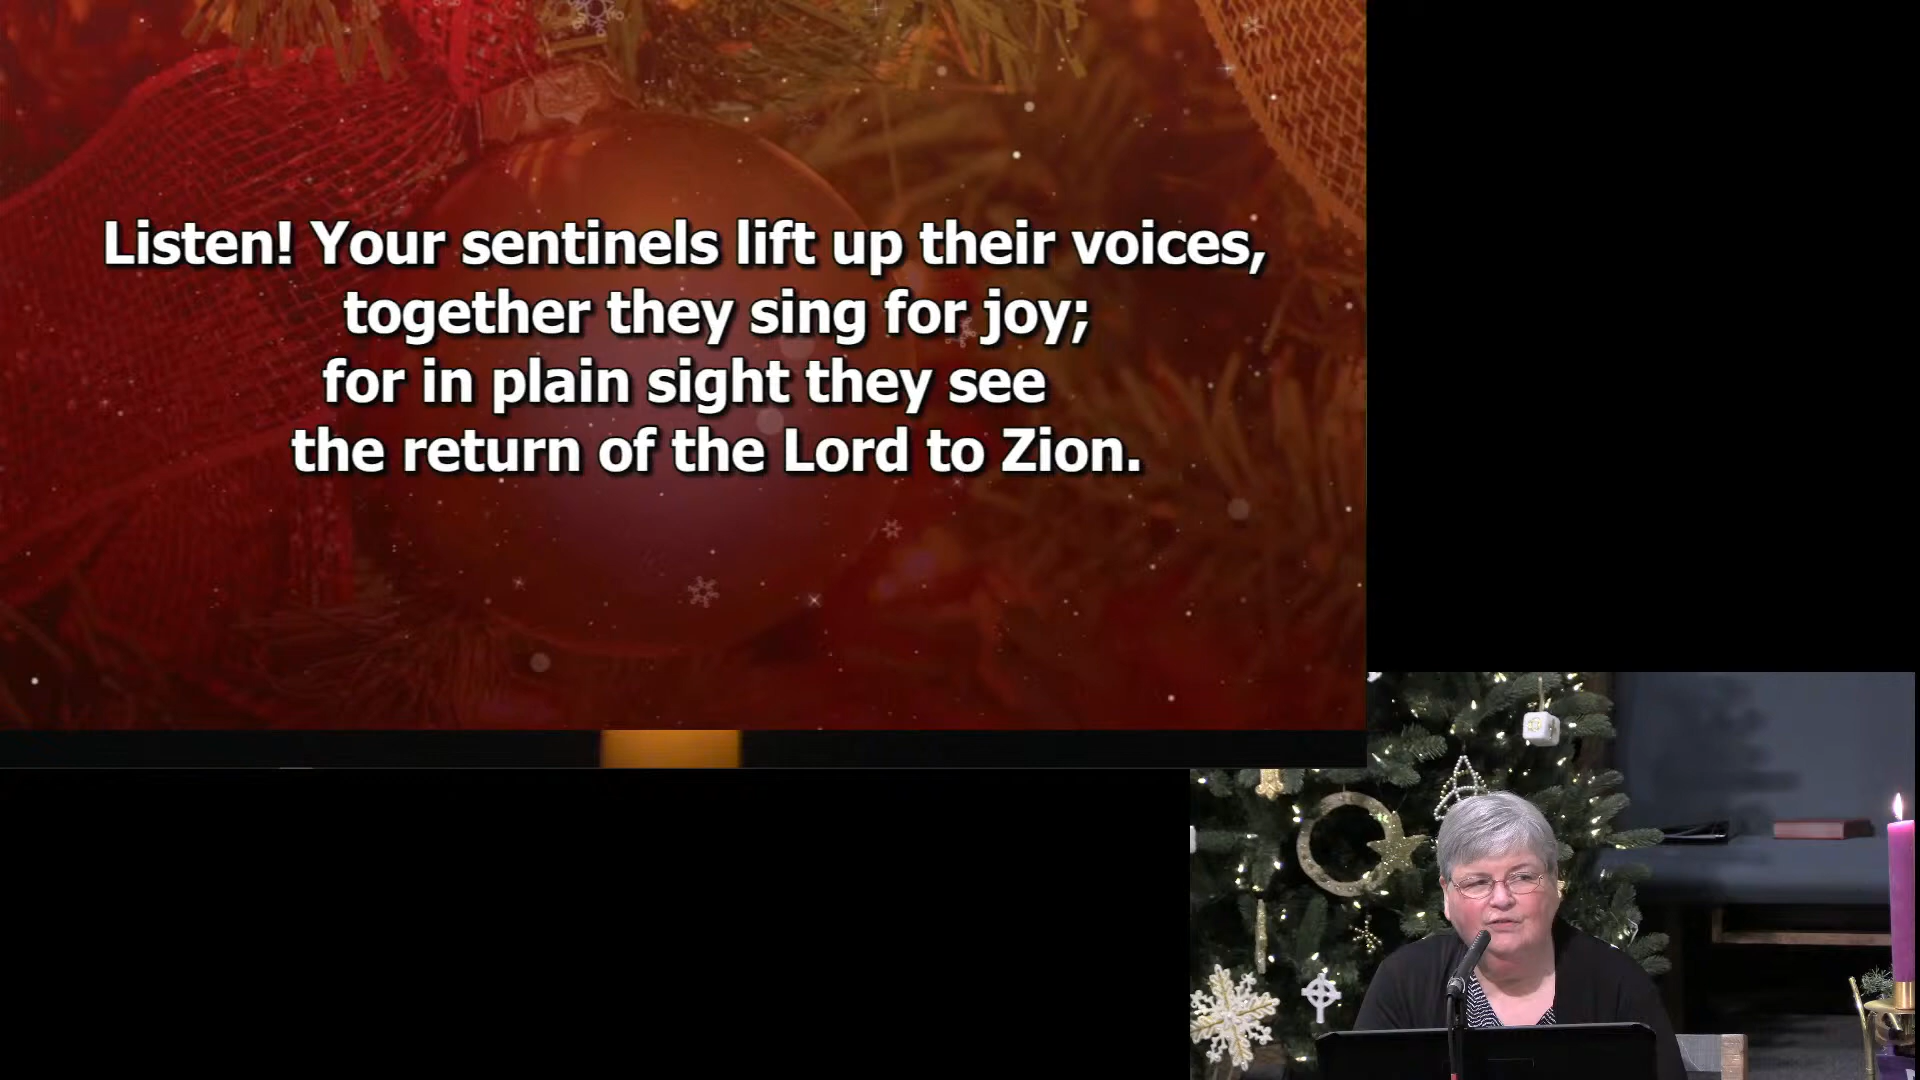 Listen! Your sentinels lift up their voices,
together they sing for joy;
for in plain sight they see
the return of the Lord to Zion.